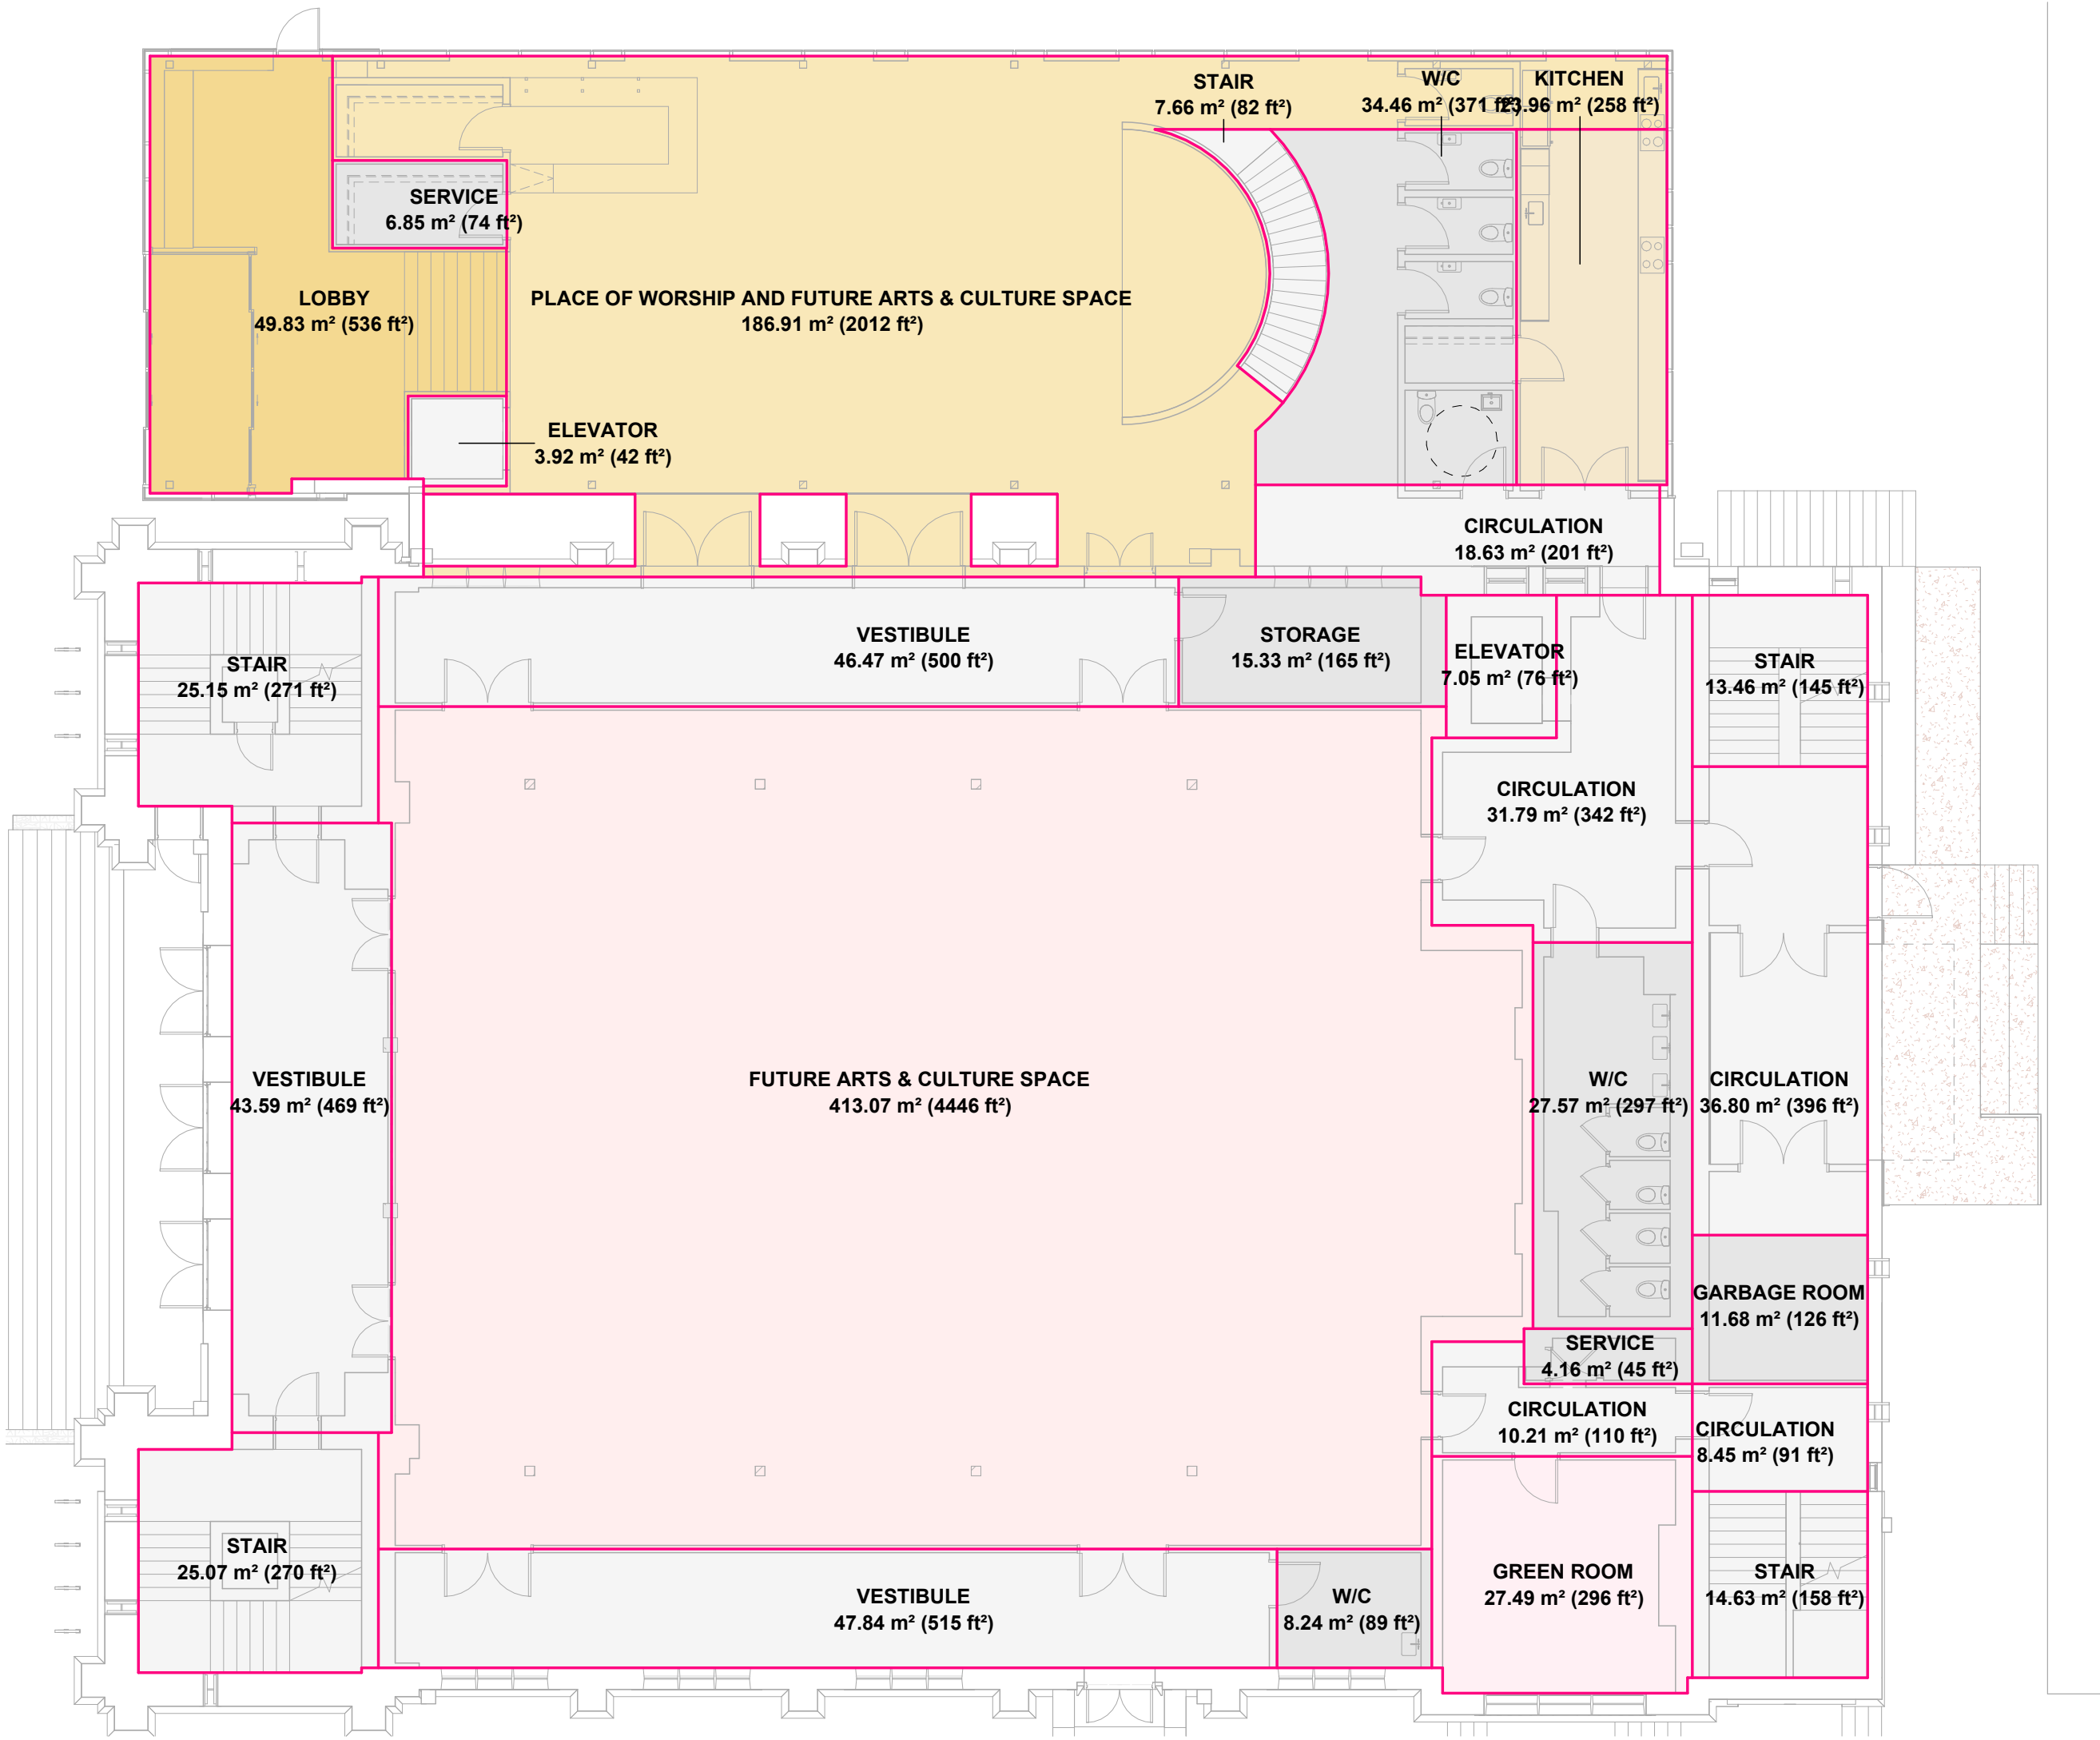 STAIR
7.66 m² (82 ft²)
W/C
34.46 m² (371 ft²)
KITCHEN
23.96 m² (258 ft²)
SERVICE
6.85 m² (74 ft²)
LOBBY
49.83 m² (536 ft²)
PLACE OF WORSHIP AND FUTURE ARTS & CULTURE SPACE
186.91 m² (2012 ft²)
ELEVATOR
3.92 m² (42 ft²)
CIRCULATION
18.63 m² (201 ft²)
STAIR
25.15 m² (271 ft²)
VESTIBULE
46.47 m² (500 ft²)
STORAGE
15.33 m² (165 ft²)
ELEVATOR
7.05 m² (76 ft²)
STAIR
13.46 m² (145 ft²)
CIRCULATION
31.79 m² (342 ft²)
VESTIBULE
43.59 m² (469 ft²)
FUTURE ARTS & CULTURE SPACE
413.07 m² (4446 ft²)
W/C
27.57 m² (297 ft²)
CIRCULATION
36.80 m² (396 ft²)
GARBAGE ROOM
11.68 m² (126 ft²)
SERVICE
4.16 m² (45 ft²)
CIRCULATION
10.21 m² (110 ft²)
CIRCULATION
8.45 m² (91 ft²)
STAIR
25.07 m² (270 ft²)
VESTIBULE
47.84 m² (515 ft²)
W/C
8.24 m² (89 ft²)
GREEN ROOM
27.49 m² (296 ft²)
STAIR
14.63 m² (158 ft²)